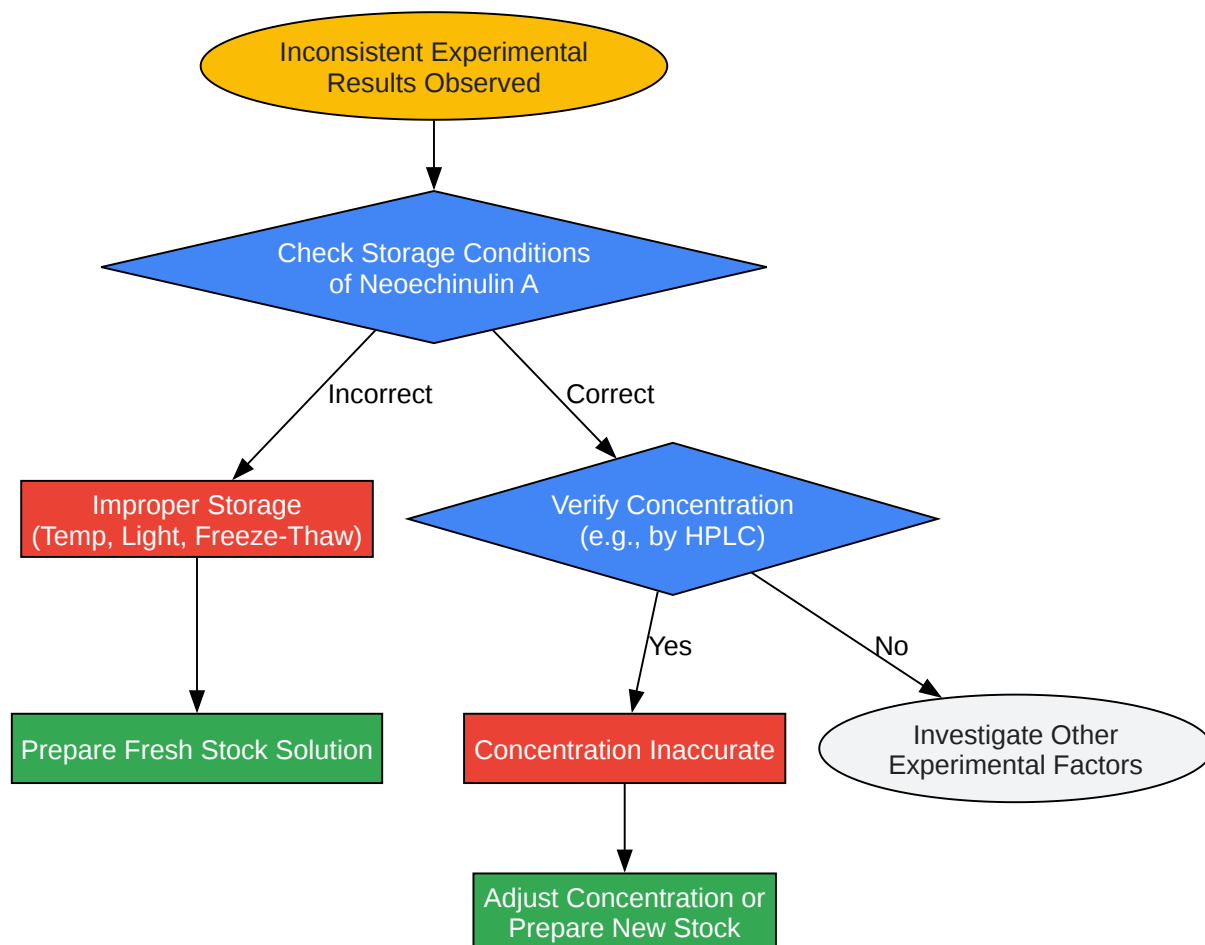 Inconsistent Experimental
Results Observed
Check Storage Conditions
of Neoechinulin A
Incorrect
Correct
Improper Storage
(Temp, Light, Freeze-Thaw)
Verify Concentration
(e.g., by HPLC)
Yes
No
Prepare Fresh Stock Solution
Concentration Inaccurate
Investigate Other
Experimental Factors
Adjust Concentration or
Prepare New Stock